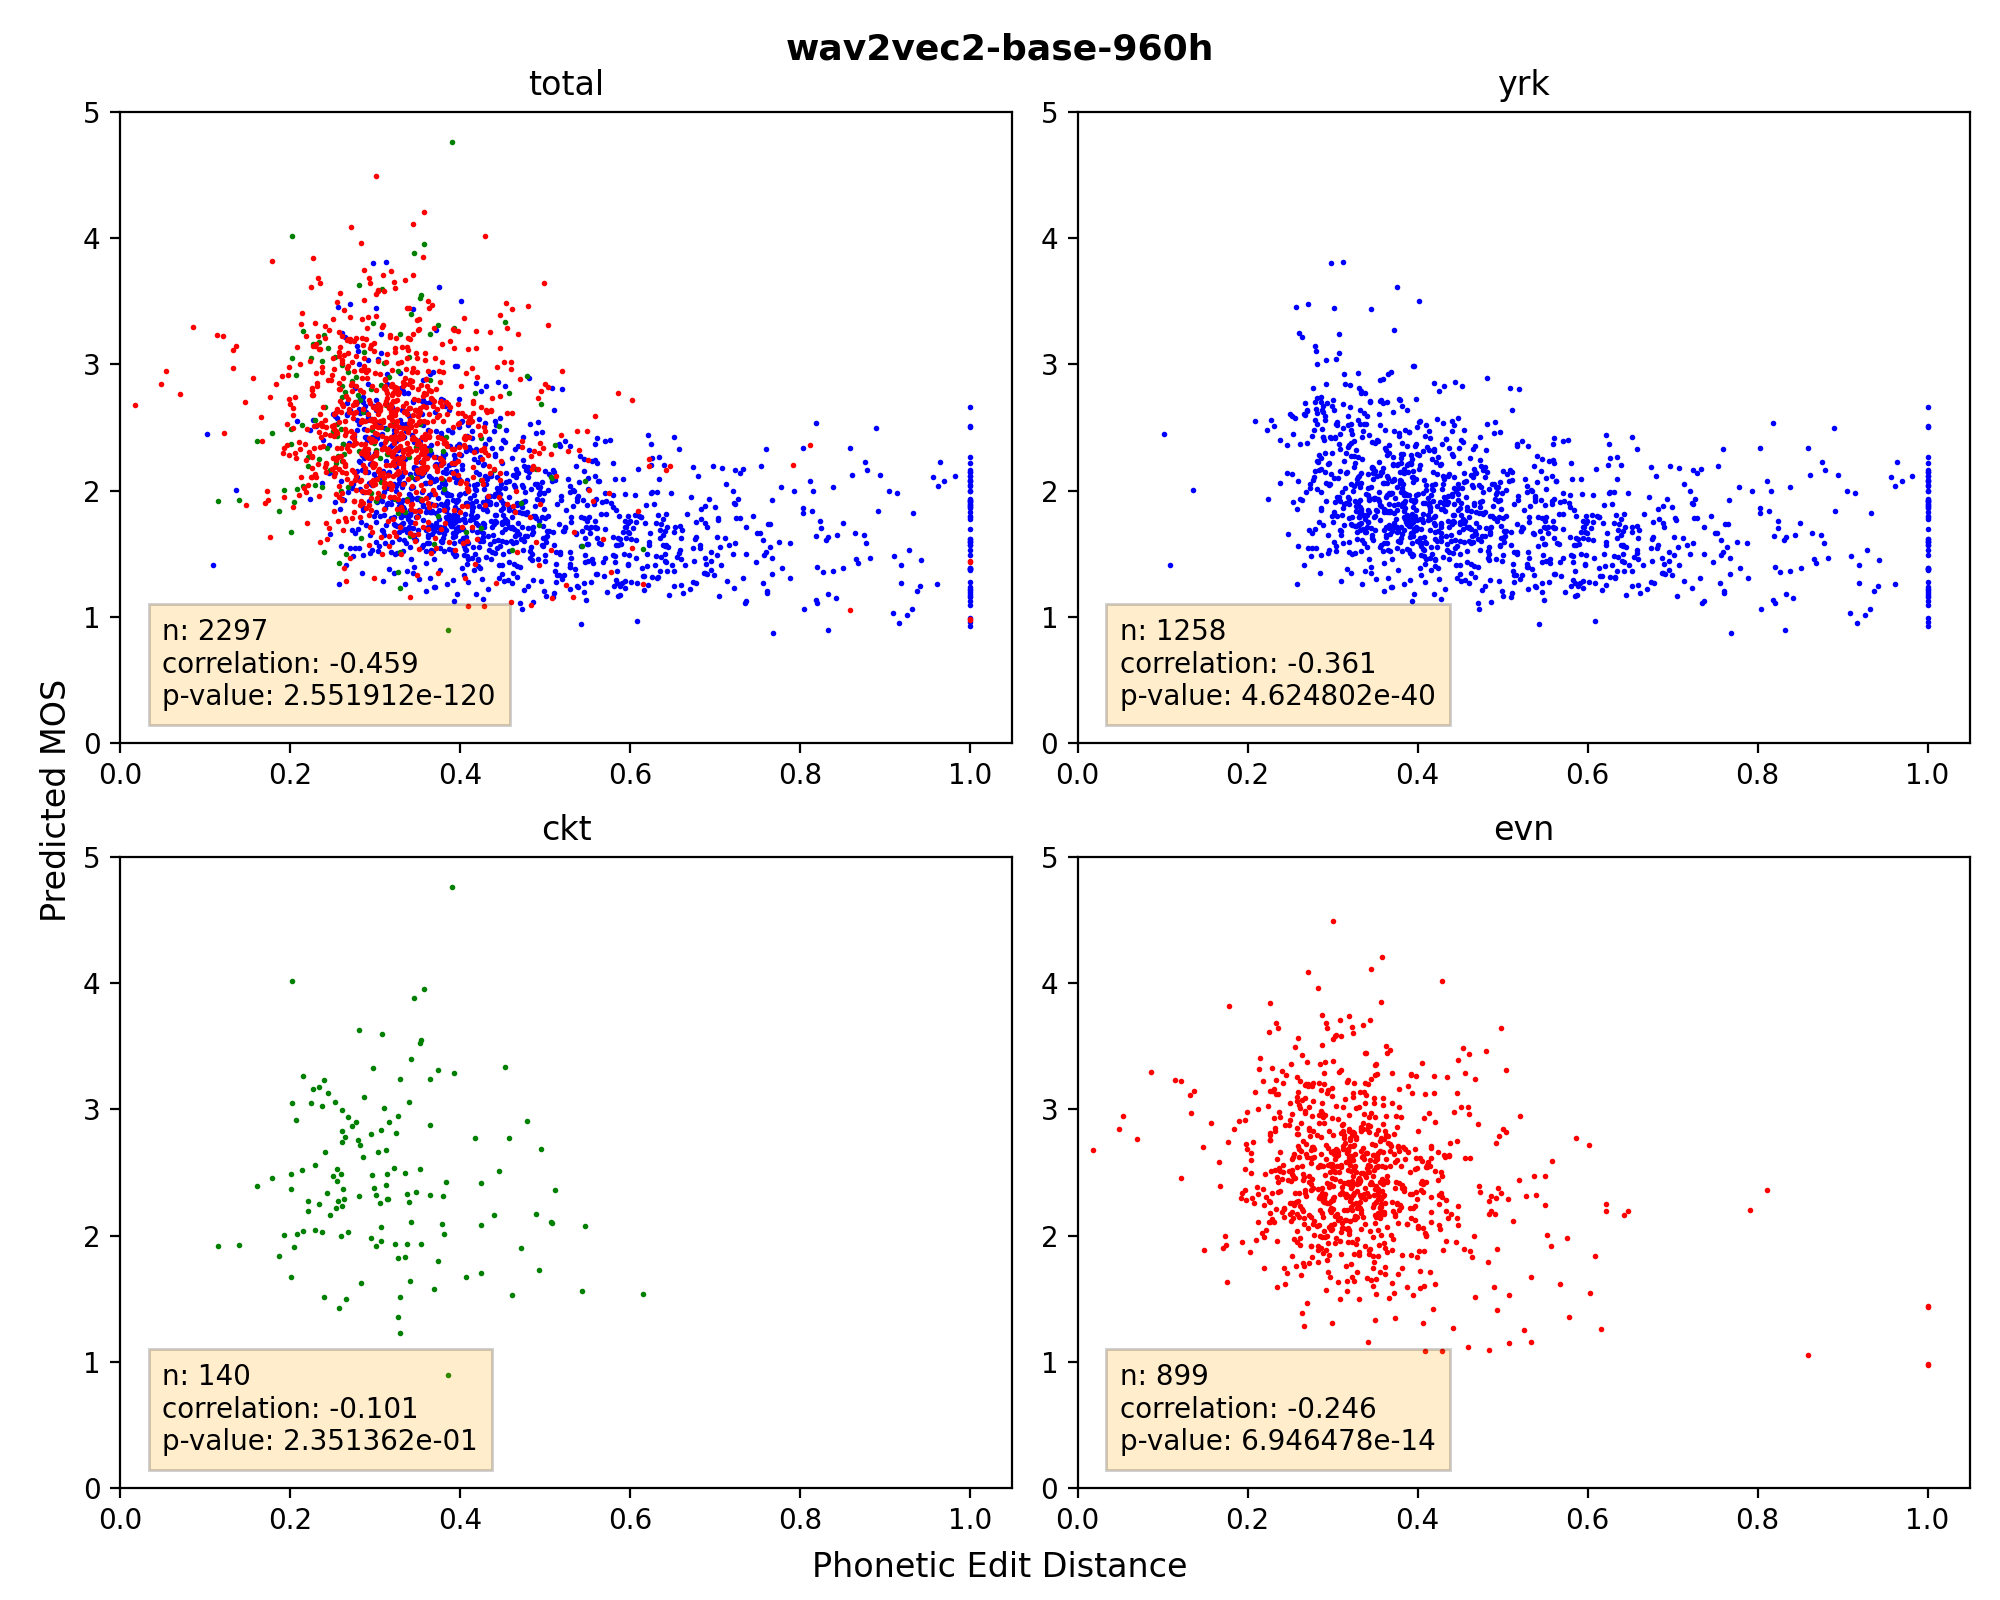 wav2vec2-base-960h
total
yrk
5
4
3
2
1
0
0.0 0.2 0.4 0.6 0.8 1.0
n: 2297
correlation: -0.459
p-value: 2.551912e-120
5
4
3
2
1
0
0.0 0.2 0.4 0.6 0.8 1.0
n: 1258
correlation: -0.361
p-value: 4.624802e-40
Predicted MOS
ckt
evn
5
4
3
2
1
0
0.0 0.2 0.4 0.6 0.8 1.0
n: 140
correlation: -0.101
p-value: 2.351362e-01
5
4
3
2
1
0
0.0 0.2 0.4 0.6 0.8 1.0
n: 899
correlation: -0.246
p-value: 6.946478e-14
Phonetic Edit Distance